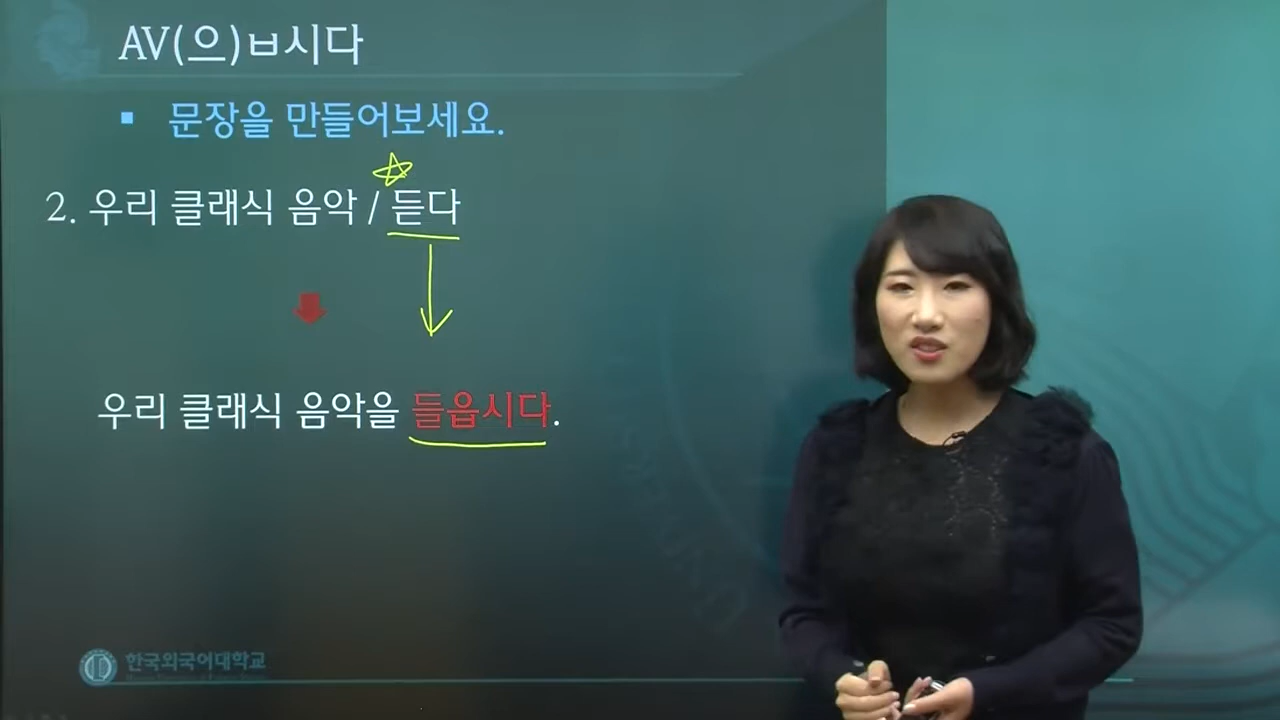 AV(으)ㅂ시다
▪ 문장을 만들어보세요.
2. 우리 클래식 음악 / 듣다
우리 클래식 음악을 들읍시다.
한국외국어대학교